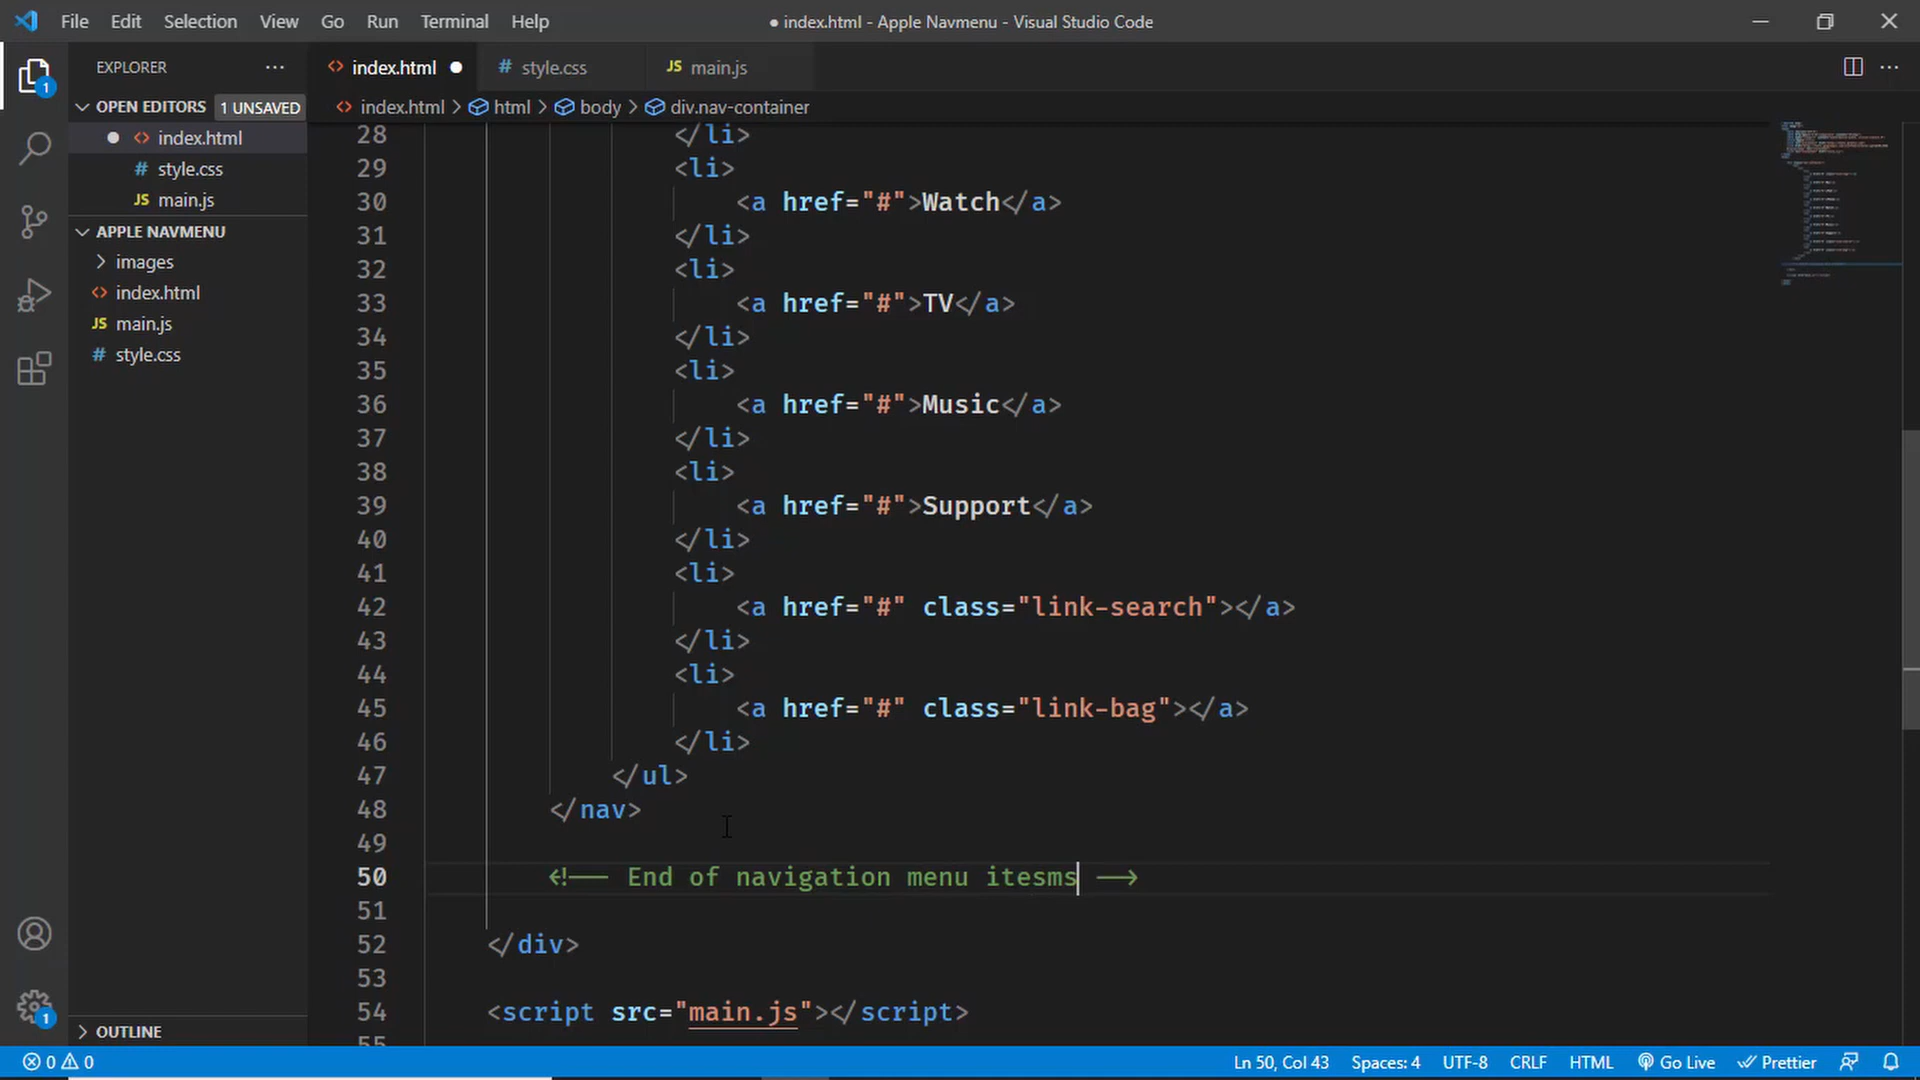 File Edit Selection View Go Run Terminal Help
● index.html - Apple Navmenu - Visual Studio Code
EXPLORER
index.html
# style.css
JS main.js
OPEN EDITORS 1 UNSAVED
index.html > html > body > div.nav-container
index.html
# style.css
JS main.js
APPLE NAVMENU
images
index.html
JS main.js
# style.css
OUTLINE
28 </li>
29 <li>
30 <a href="#">Watch</a>
31 </li>
32 <li>
33 <a href="#">TV</a>
34 </li>
35 <li>
36 <a href="#">Music</a>
37 </li>
38 <li>
39 <a href="#">Support</a>
40 </li>
41 <li>
42 <a href="#" class="link-search"></a>
43 </li>
44 <li>
45 <a href="#" class="link-bag"></a>
46 </li>
47 </ul>
48 </nav>
49
50 <!-- End of navigation menu itesms -->
51
52 </div>
53
54 <script src="main.js"></script>
55
1
1
0 0
Ln 50, Col 43 Spaces: 4 UTF-8 CRLF HTML Go Live Prettier